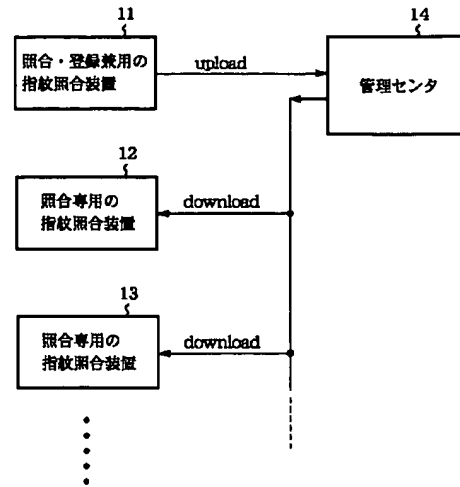 11
照合・登録兼用の
指紋照合装置
upload
14
管理センタ
12
照合専用の
指紋照合装置
download
13
照合専用の
指紋照合装置
download